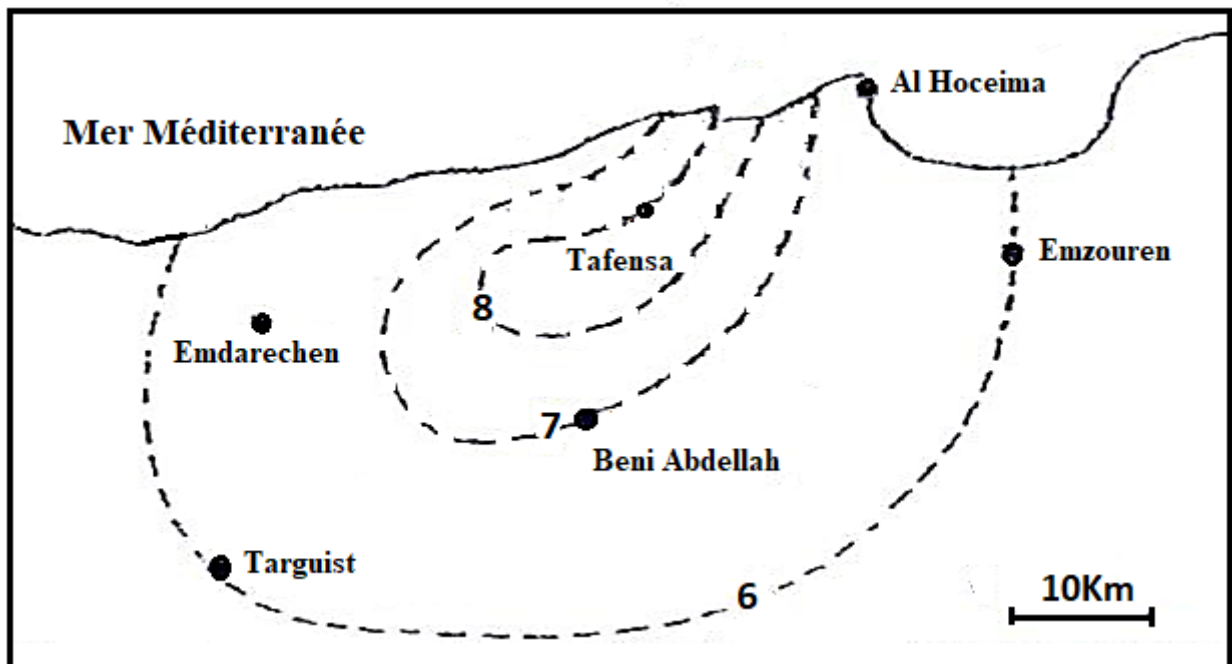 Al Hoceima
Mer Méditerranée
Tafensa
Emzouren
8
Emdarechen
7
Beni Abdellah
Targuist
6
10Km